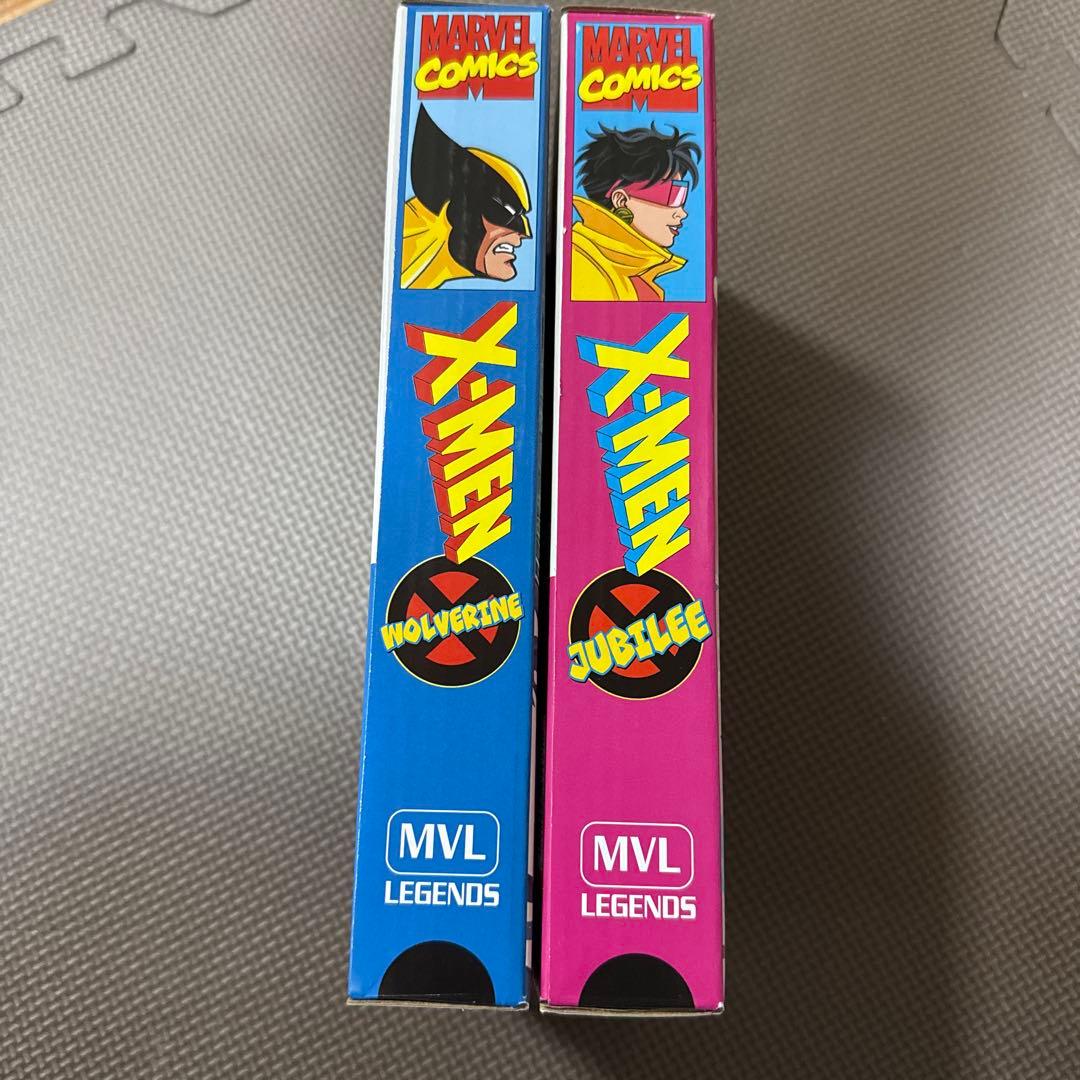 MARVEL
COMICS
X-MEN
WOLVERINE
MVL
LEGENDS
MARVEL
COMICS
X-MEN
JUBILEE
MVL
LEGENDS